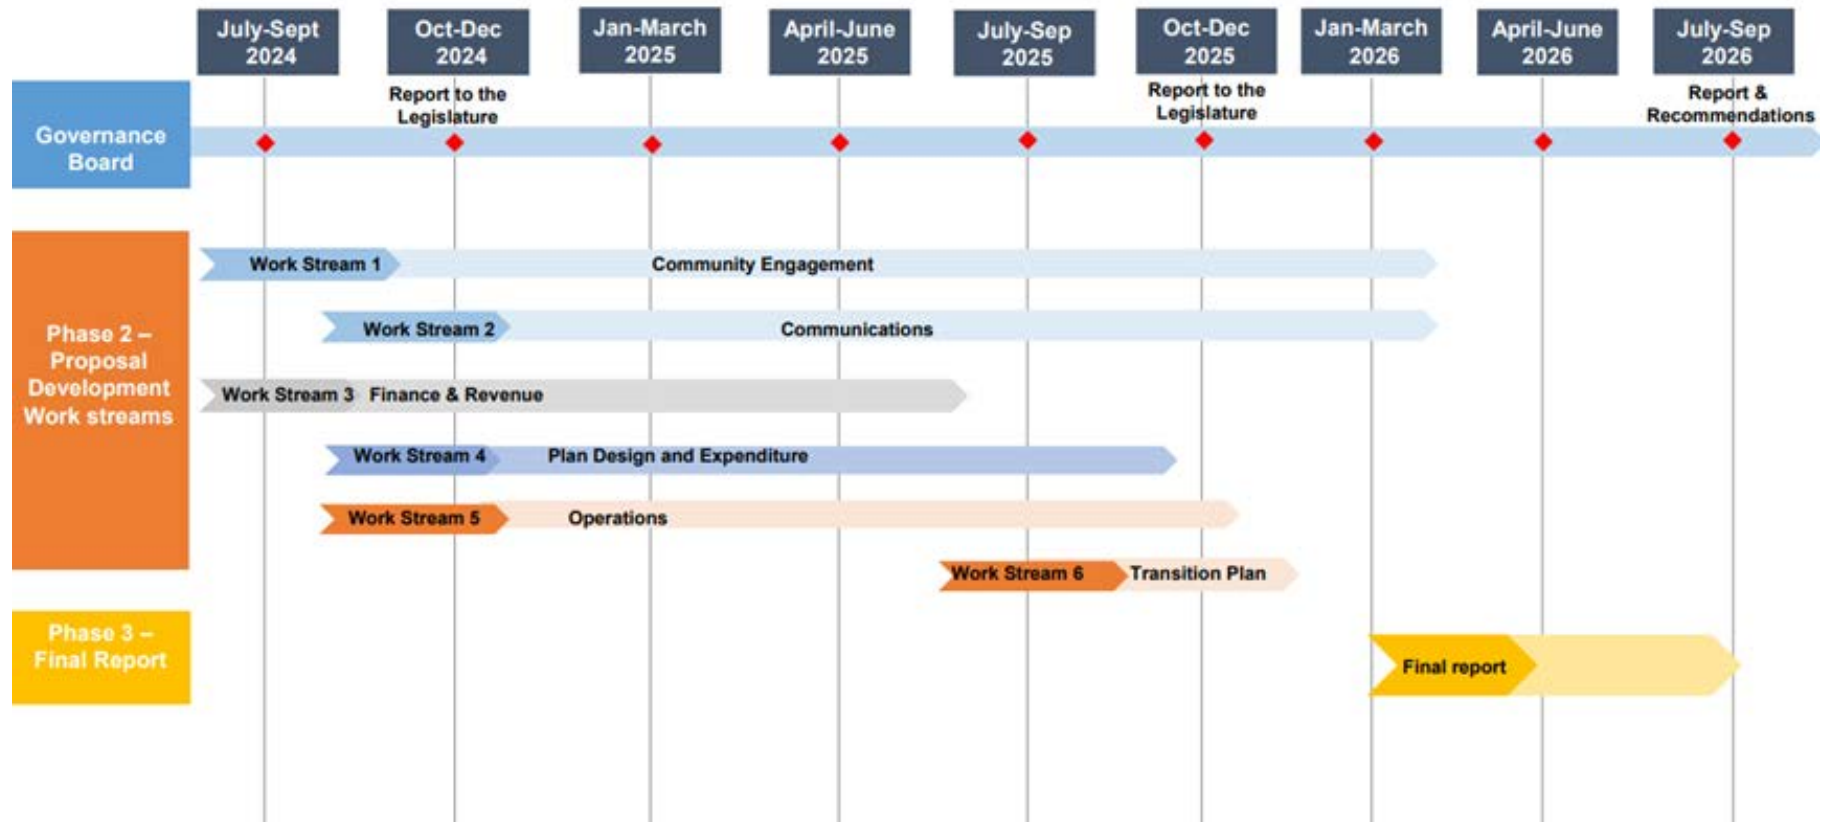 July-Sept
2024
Oct-Dec
2024
Jan-March
2025
April-June
2025
July-Sep
2025
Oct-Dec
2025
Jan-March
2026
April-June
2026
July-Sep
2026
Governance
Board
Report to the
Legislature
Report to the
Legislature
Report &
Recommendations
Phase 2 –
Proposal
Development
Work streams
Work Stream 1
Community Engagement
Work Stream 2
Communications
Work Stream 3
Finance & Revenue
Work Stream 4
Plan Design and Expenditure
Work Stream 5
Operations
Work Stream 6
Transition Plan
Phase 3 –
Final Report
Final report